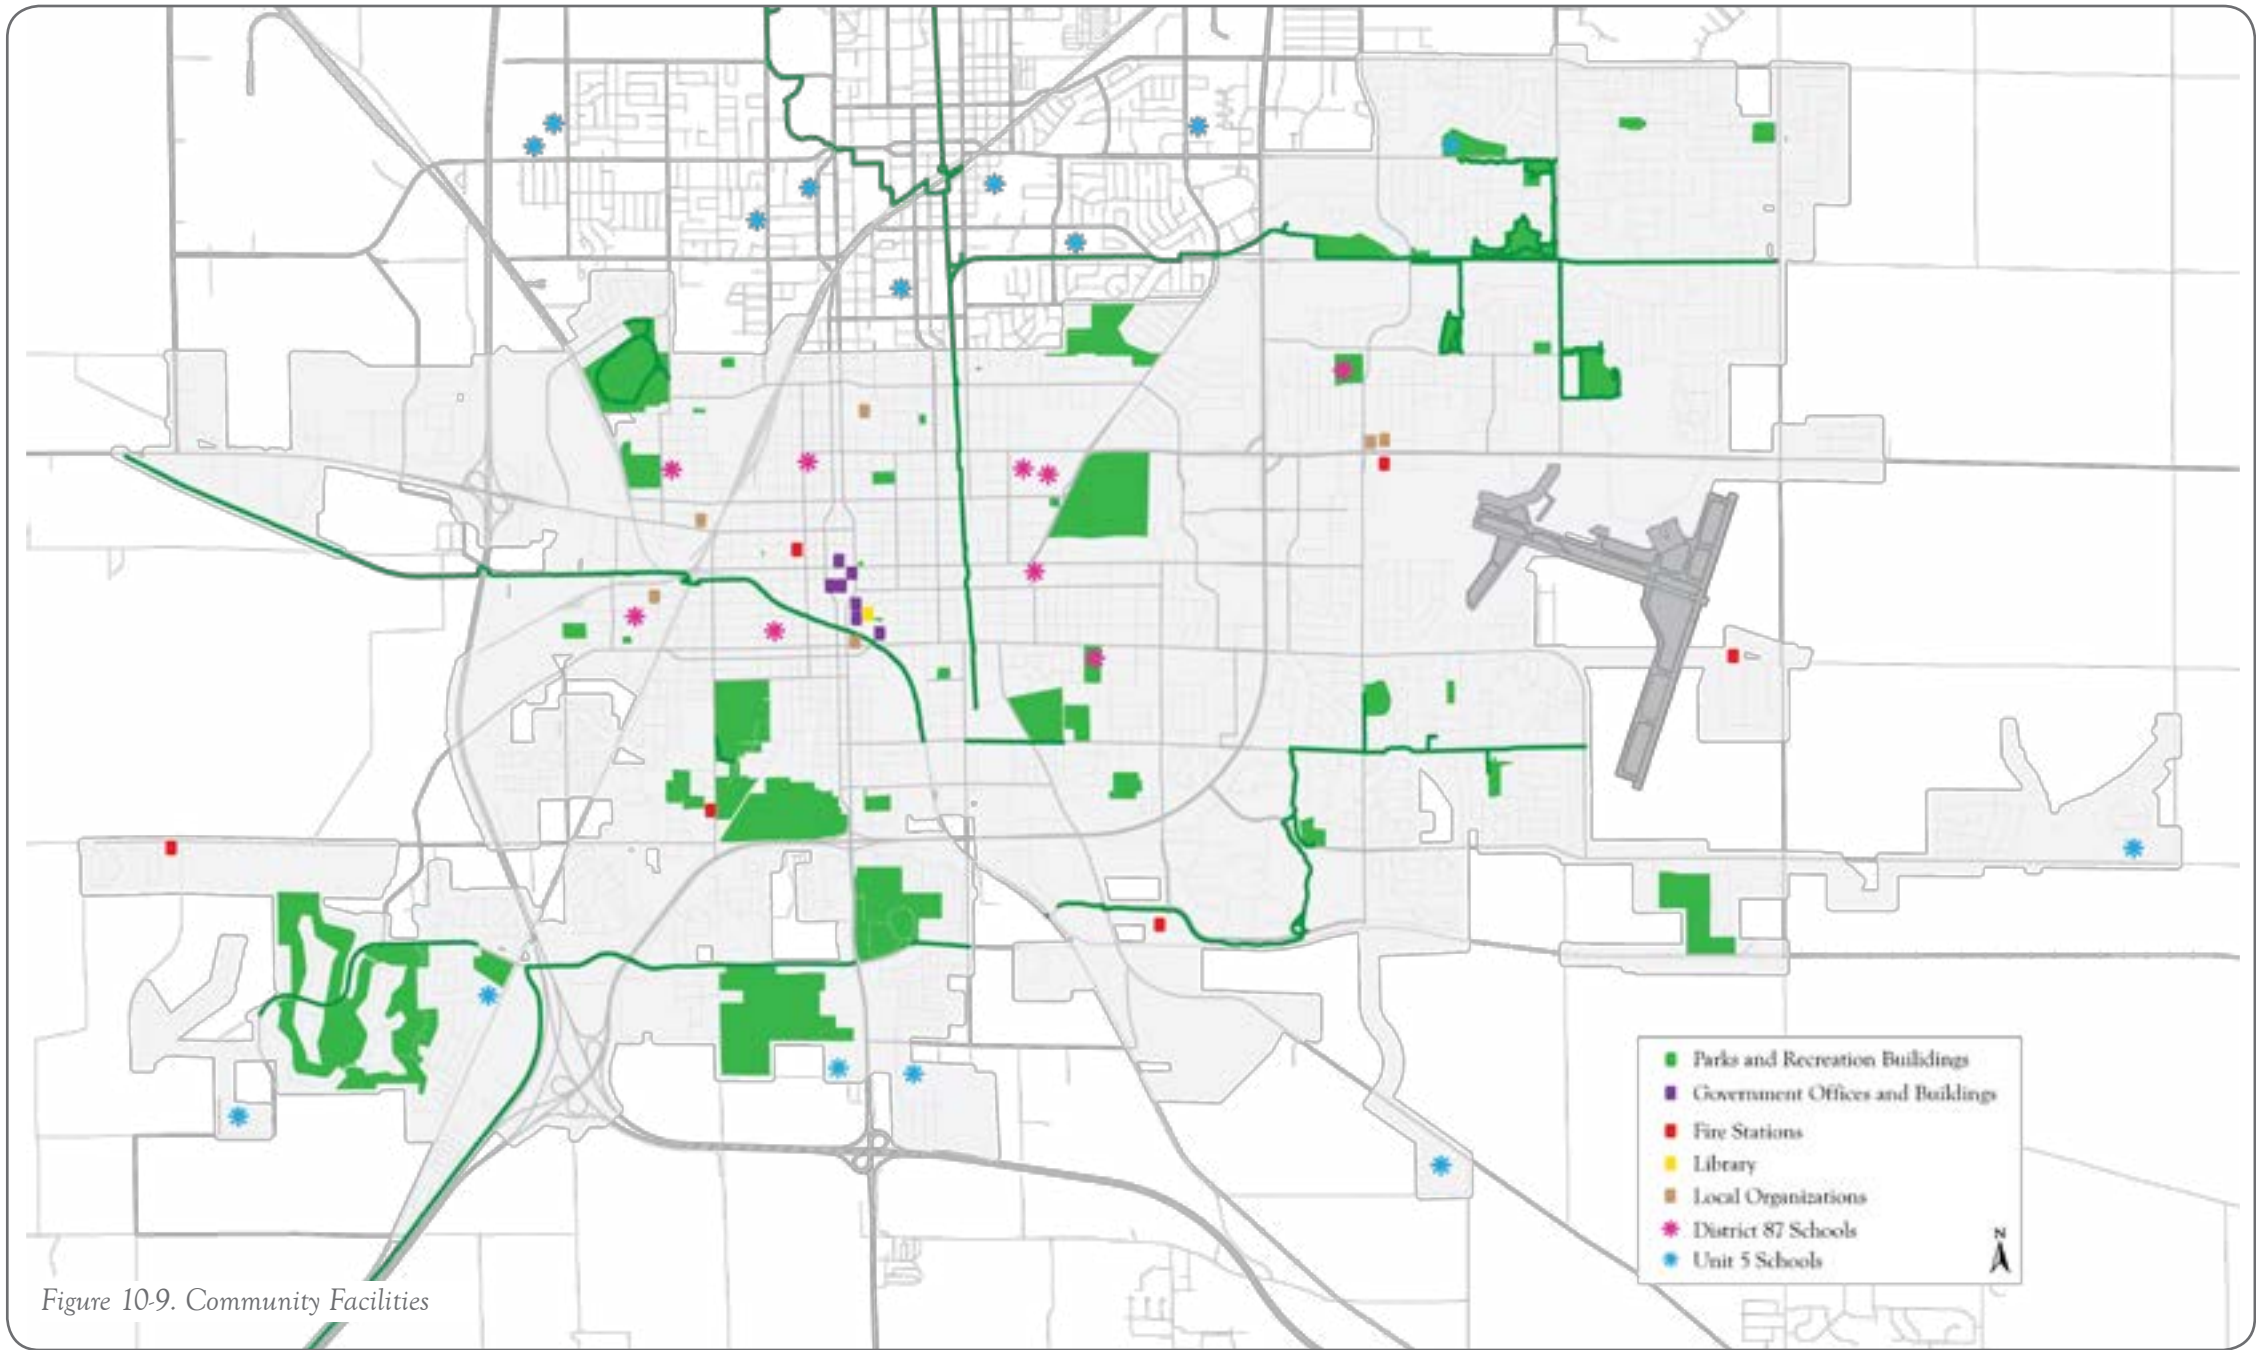 Parks and Recreation Builidings
Government Offices and Buildings
Fire Stations
Library
Local Organizations
District 87 Schools
Unit 5 Schools
N
Figure 10-9. Community Facilities